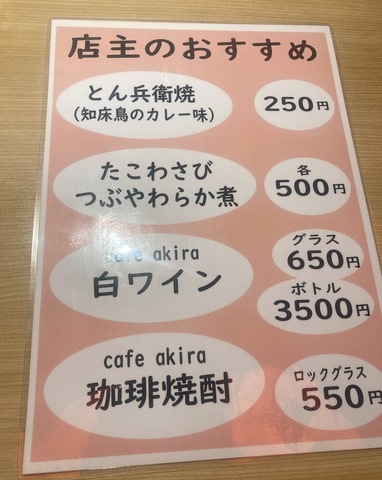 店主のおすすめ
とん兵衛焼
(知床鳥のカレー味)
250円
たこわさび
つぶやわらか煮
各
500円
cafe akira
白ワイン
グラス
650円
ボトル
3500円
cafe akira
珈琲焼酎
ロックグラス
550円